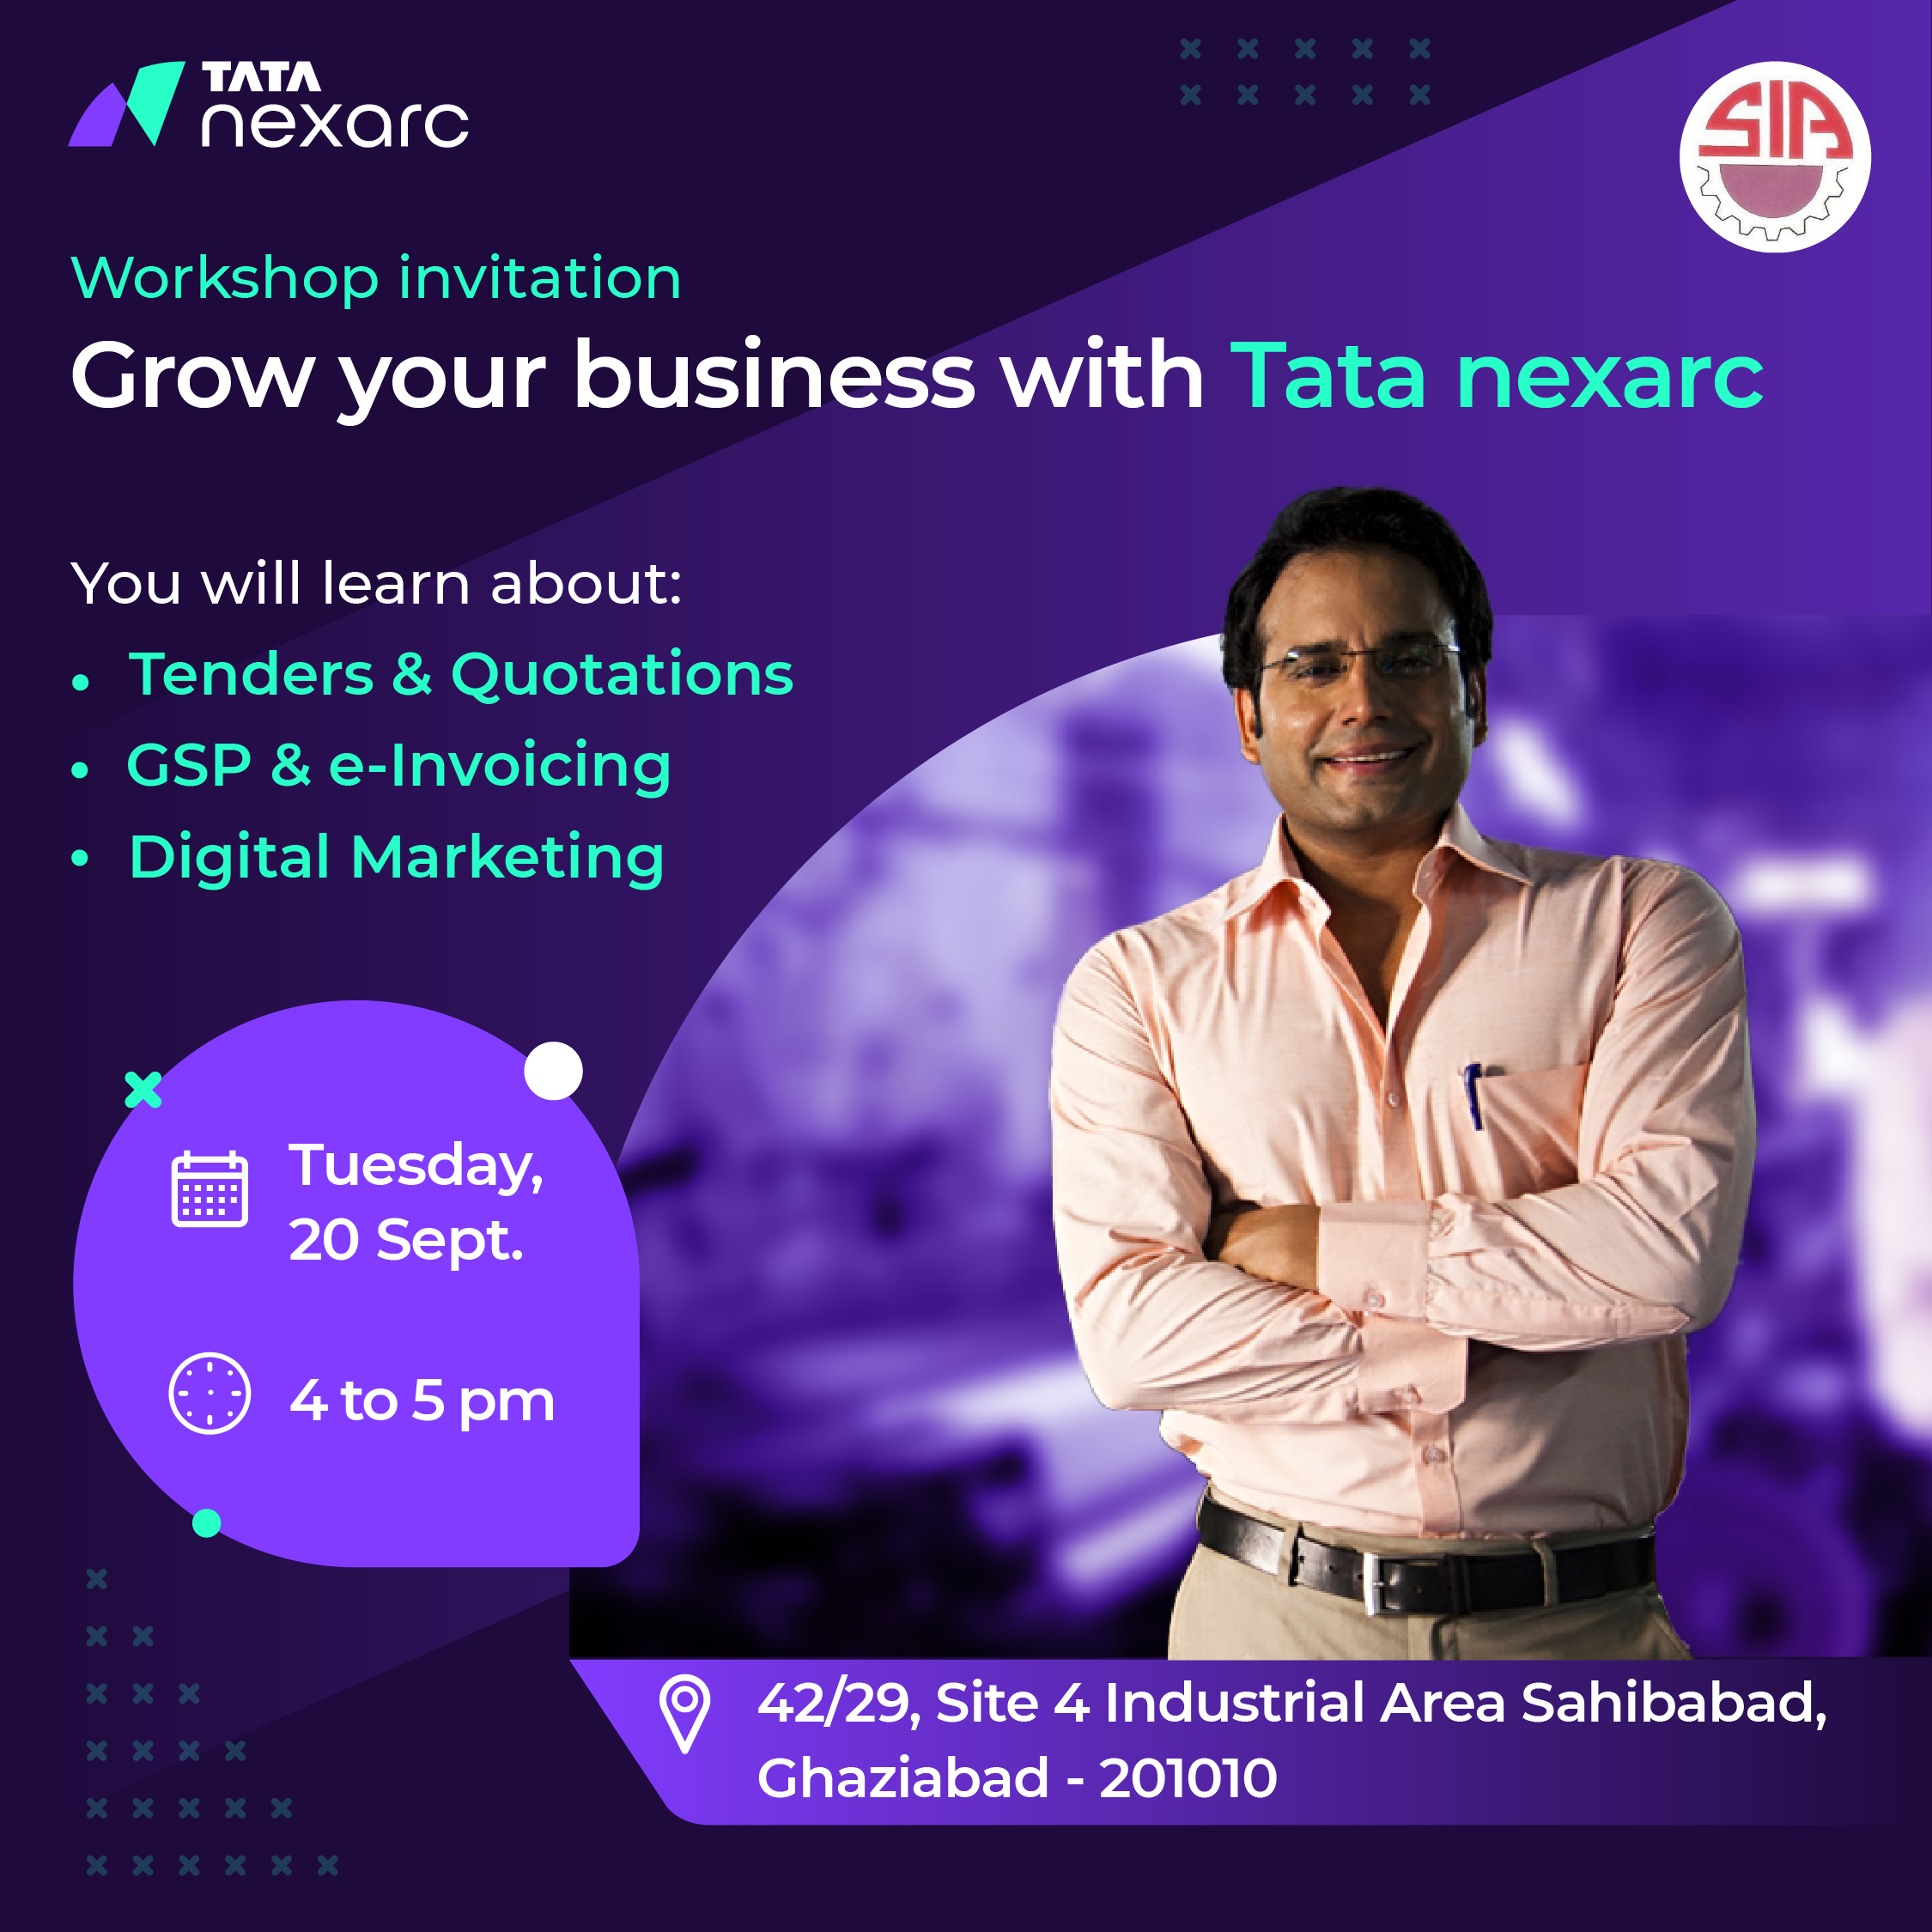 TATA
nexarc
SIA
Workshop invitation
Grow your business with Tata nexarc
You will learn about:
• Tenders & Quotations
• GSP & e-Invoicing
• Digital Marketing
Tuesday,
20 Sept.
4 to 5 pm
42/29, Site 4 Industrial Area Sahibabad,
Ghaziabad - 201010